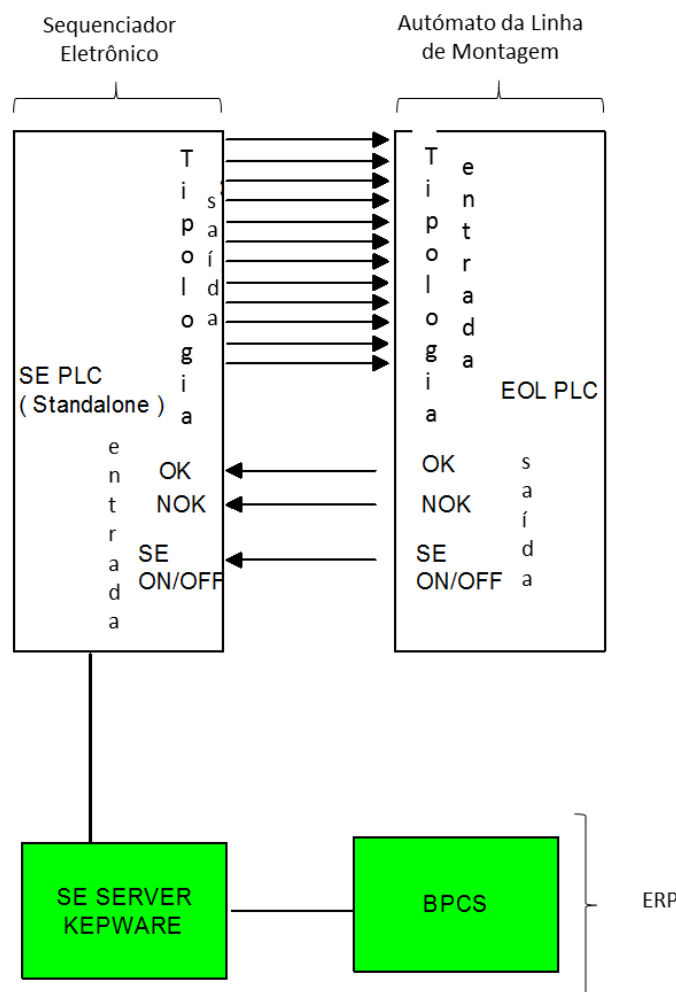 Sequenciador
Eletrônico
Autómato da Linha
de Montagem
Tipologia
saída
SE PLC
( Standalone )
entrada
OK
NOK
SE
ON/OFF
Tipologia
entrada
EOL PLC
OK
NOK
SE
ON/OFF
saída
SE SERVER
KEPWARE
BPCS
ERP